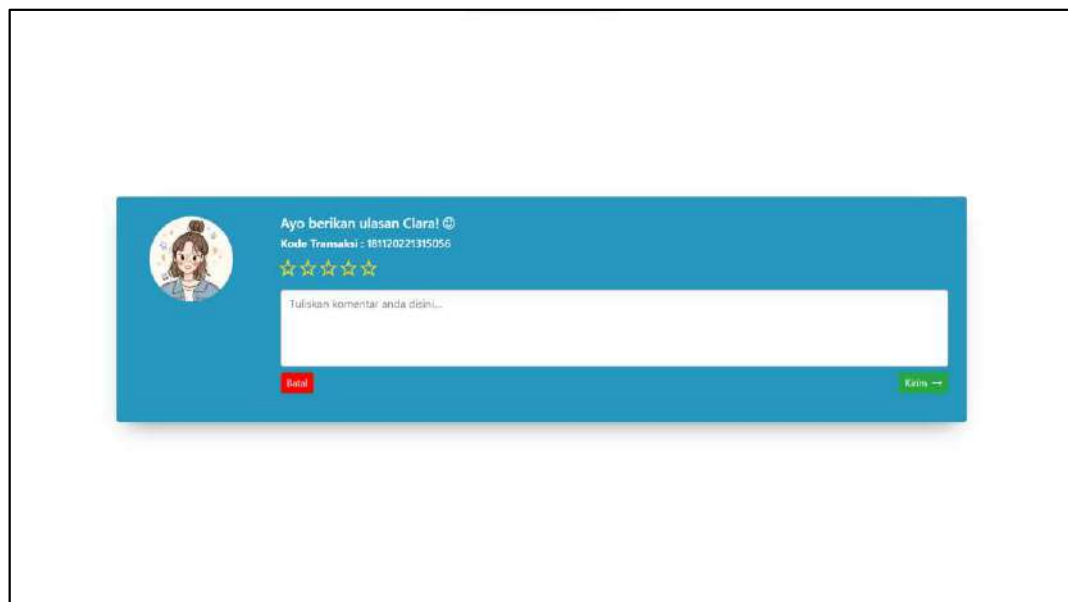 Ayo berikan ulasan Clara! ☺
Kode Transaksi : 181120221315056
Tuliskan komentar anda disini...
Batal
Kirim →